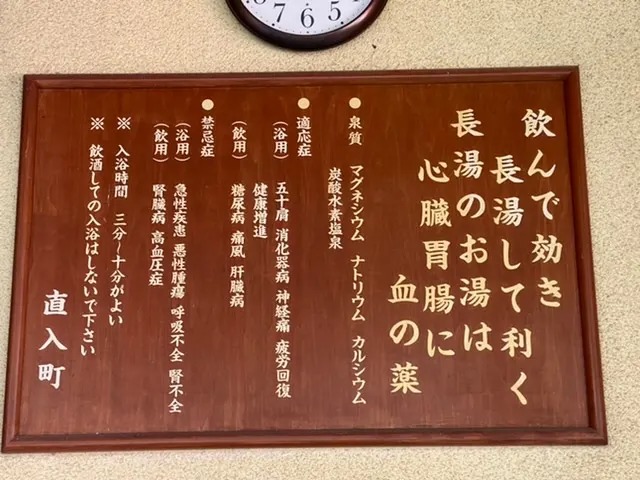 7 6 5
飲んで効き
長湯して利く
長湯のお湯は
心臓胃腸に
血の薬
● 泉質 マグネシウム ナトリウム カルシウム
炭酸水素塩泉
● 適応症
(浴用) 五十肩 消化器病 神経痛 疲労回復
健康増進
(飲用) 糖尿病 痛風 肝臓病
● 禁忌症
(浴用) 急性疾患 悪性腫瘍 呼吸不全 腎不全
(飲用) 腎臓病 高血圧症
※ 入浴時間 三分~十分がよい
※ 飲酒しての入浴はしないで下さい
直入町